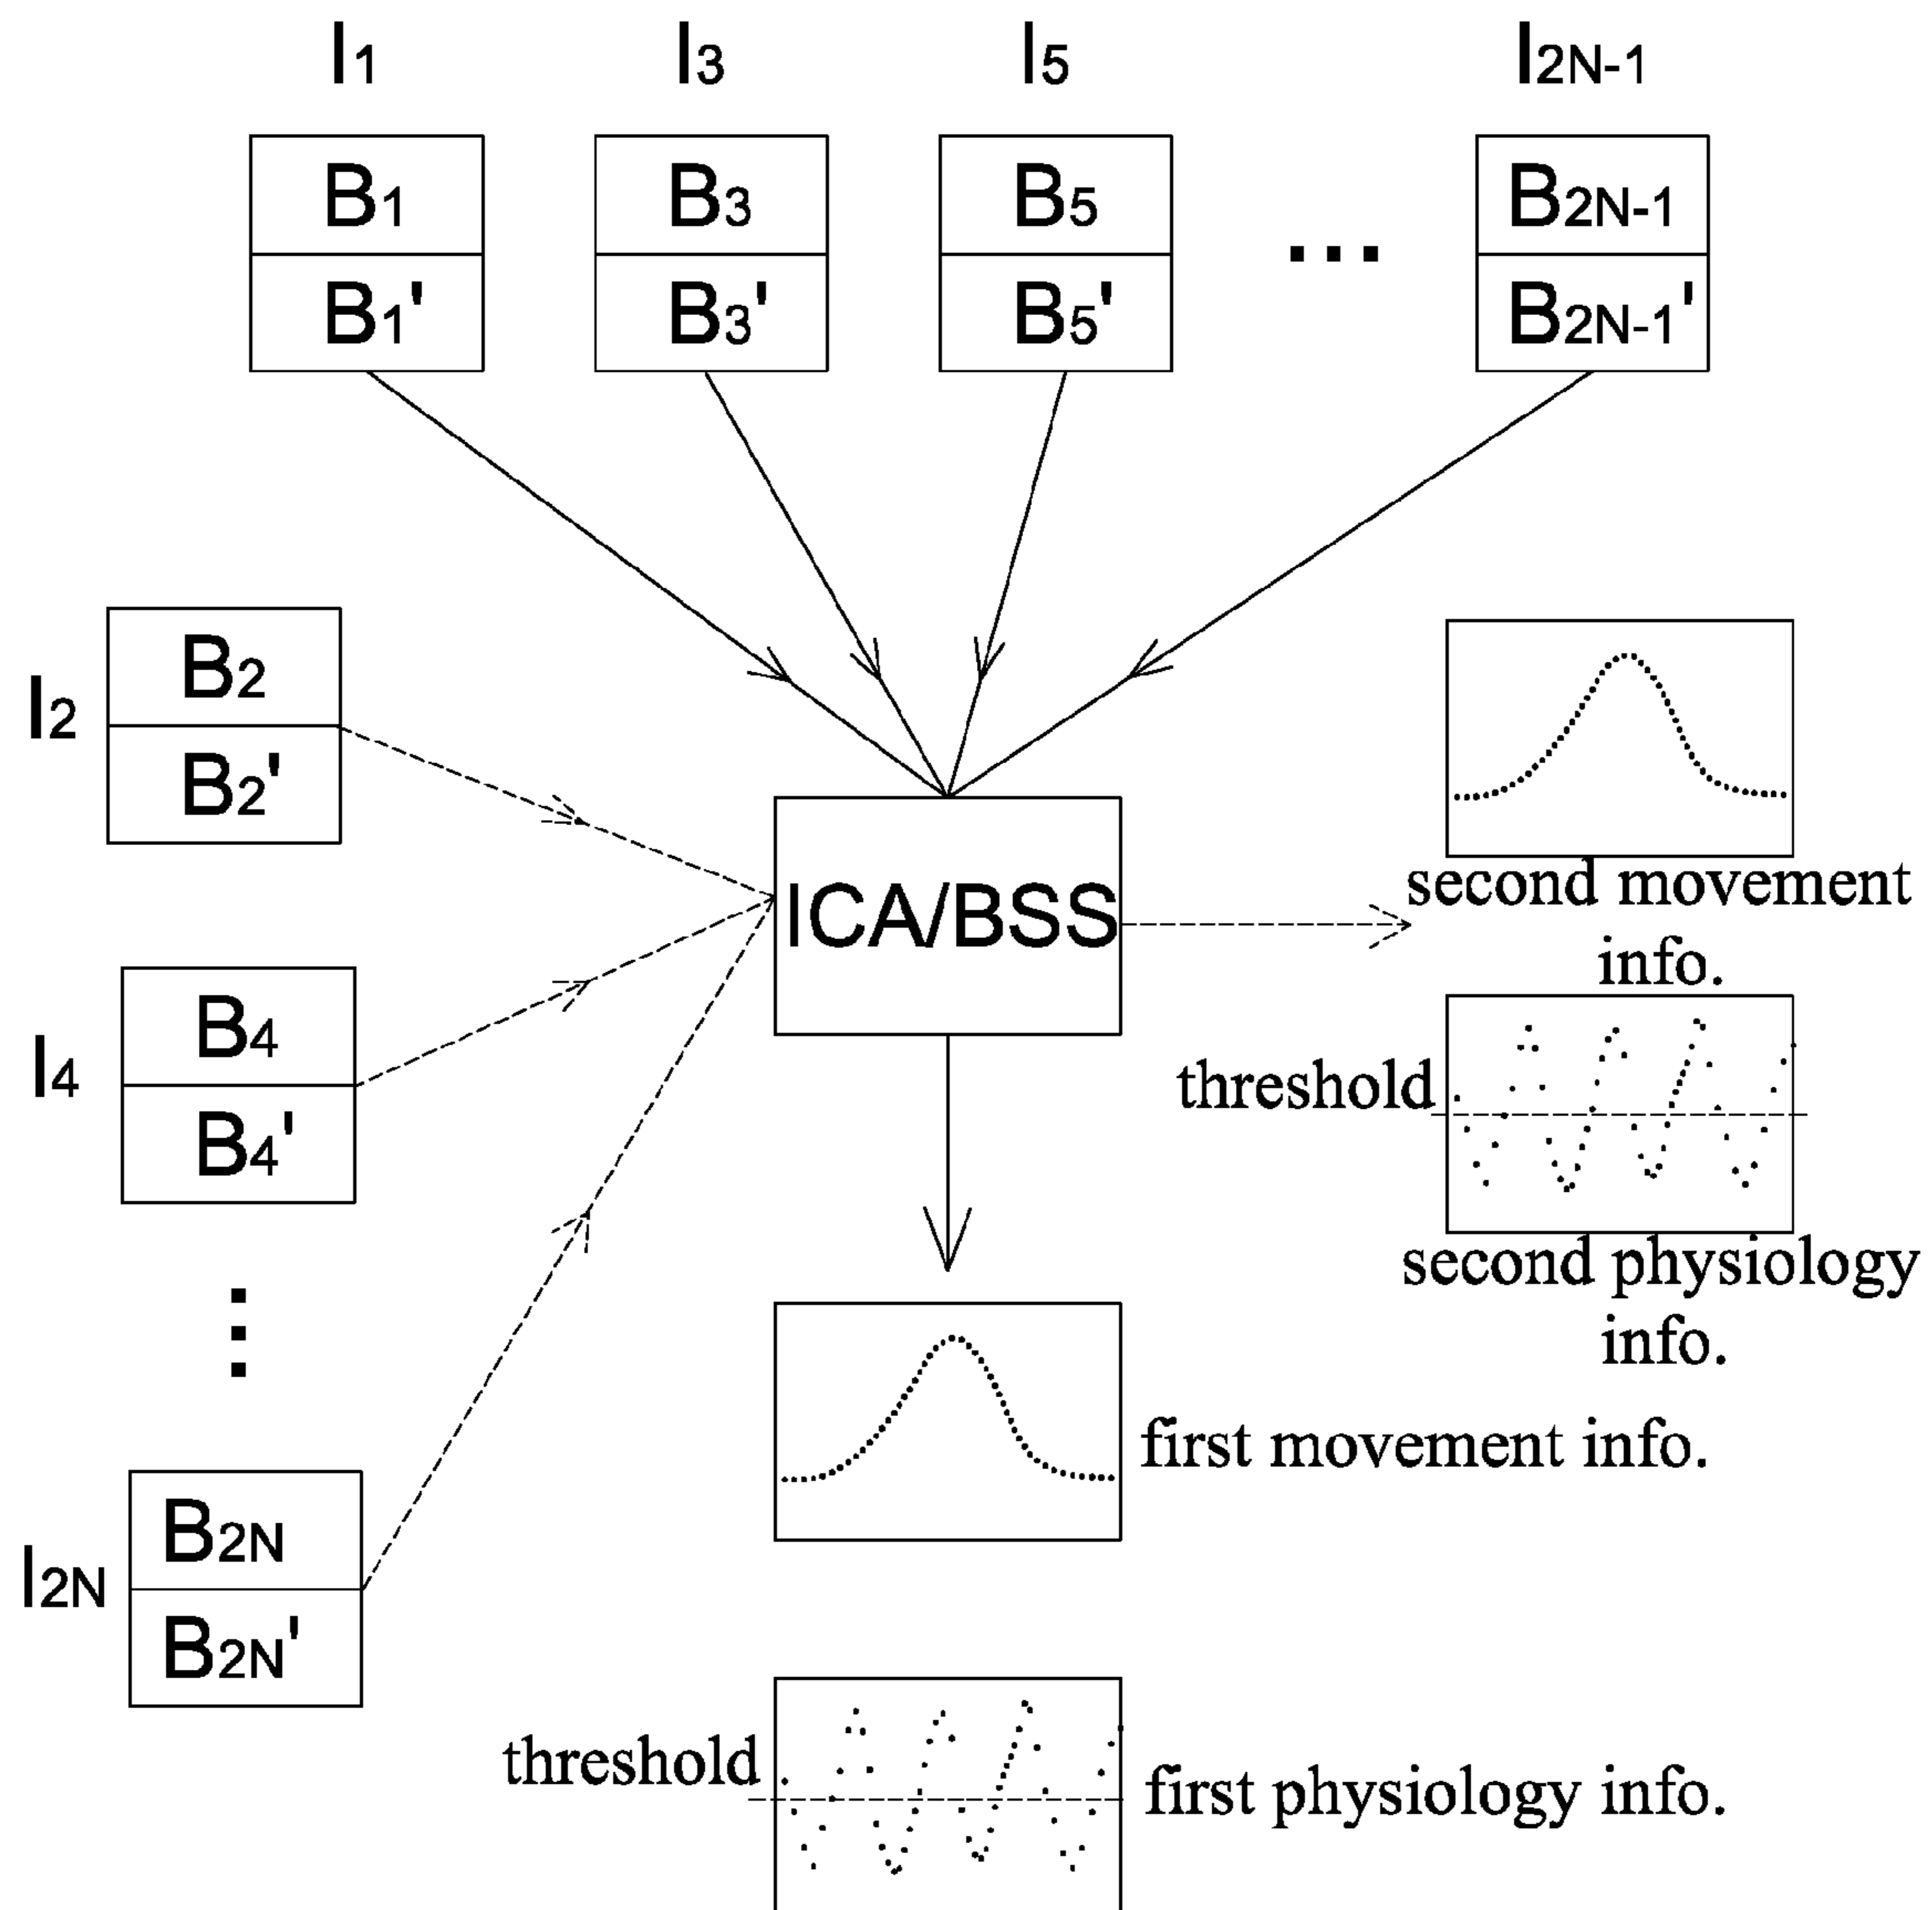 I1 I3 I5 I2N-1
B1 B3 B5 B2N-1
B1' B3' B5' ... B2N-1'
I2
B2
B2'
ICA/BSS
second movement
info.
I4
B4
B4'
threshold
second physiology
info.
first movement info.
I2N
B2N
B2N'
threshold
first physiology info.